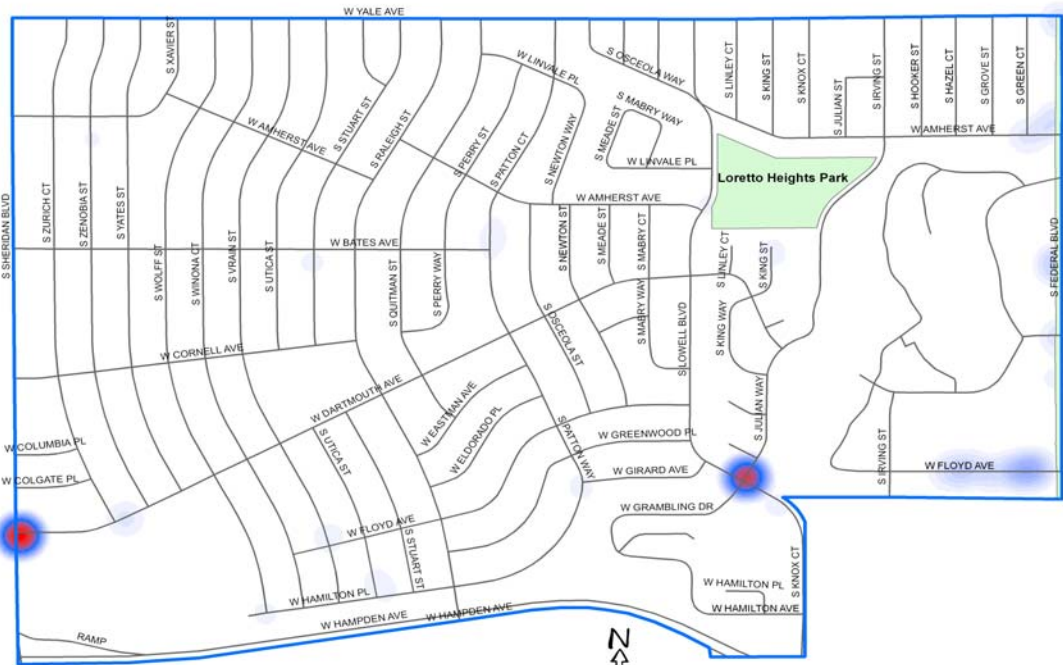 W YALE AVE
S XAVIER ST
W LINVALE PL
S OSCEOLA WAY
S LINLEY CT
S KING ST
S KNOX CT
S JULIAN ST
S IRVING ST
S HOOKER ST
S HAZEL CT
S GROVE ST
S GREEN CT
W AMHERST AVE
S STUART ST
S RALEIGH ST
S PERRY ST
S PATTON CT
S NEWTON WAY
S MEADE ST
S MABRY WAY
W LINVALE PL
W AMHERST AVE
Loretto Heights Park
S SHERIDAN BLVD
S ZURICH CT
S ZENOBIA ST
S YATES ST
W AMHERST AVE
W BATES AVE
S WOLFF ST
S WINONA CT
S VRAIN ST
S UTICA ST
S QUITMAN ST
S PERRY WAY
S NEWTON ST
S MEADE ST
S MABRY CT
S LINLEY CT
S KING ST
S FEDERAL BLVD
S MABRY WAY
S OSCEOLA ST
S LOWELL BLVD
S KING WAY
W CORNELL AVE
W DARTMOUTH AVE
W EASTMAN AVE
W ELDORADO PL
S JULIAN WAY
W COLUMBIA PL
W COLGATE PL
S UTICA ST
S PATTON WAY
W GREENWOOD PL
W GIRARD AVE
S IRVING ST
W FLOYD AVE
W FLOYD AVE
W GRAMBLING DR
S STUART ST
S KNOX CT
W HAMILTON PL
W HAMILTON PL
W HAMILTON AVE
W HAMPDEN AVE
W HAMPDEN AVE
RAMP
N